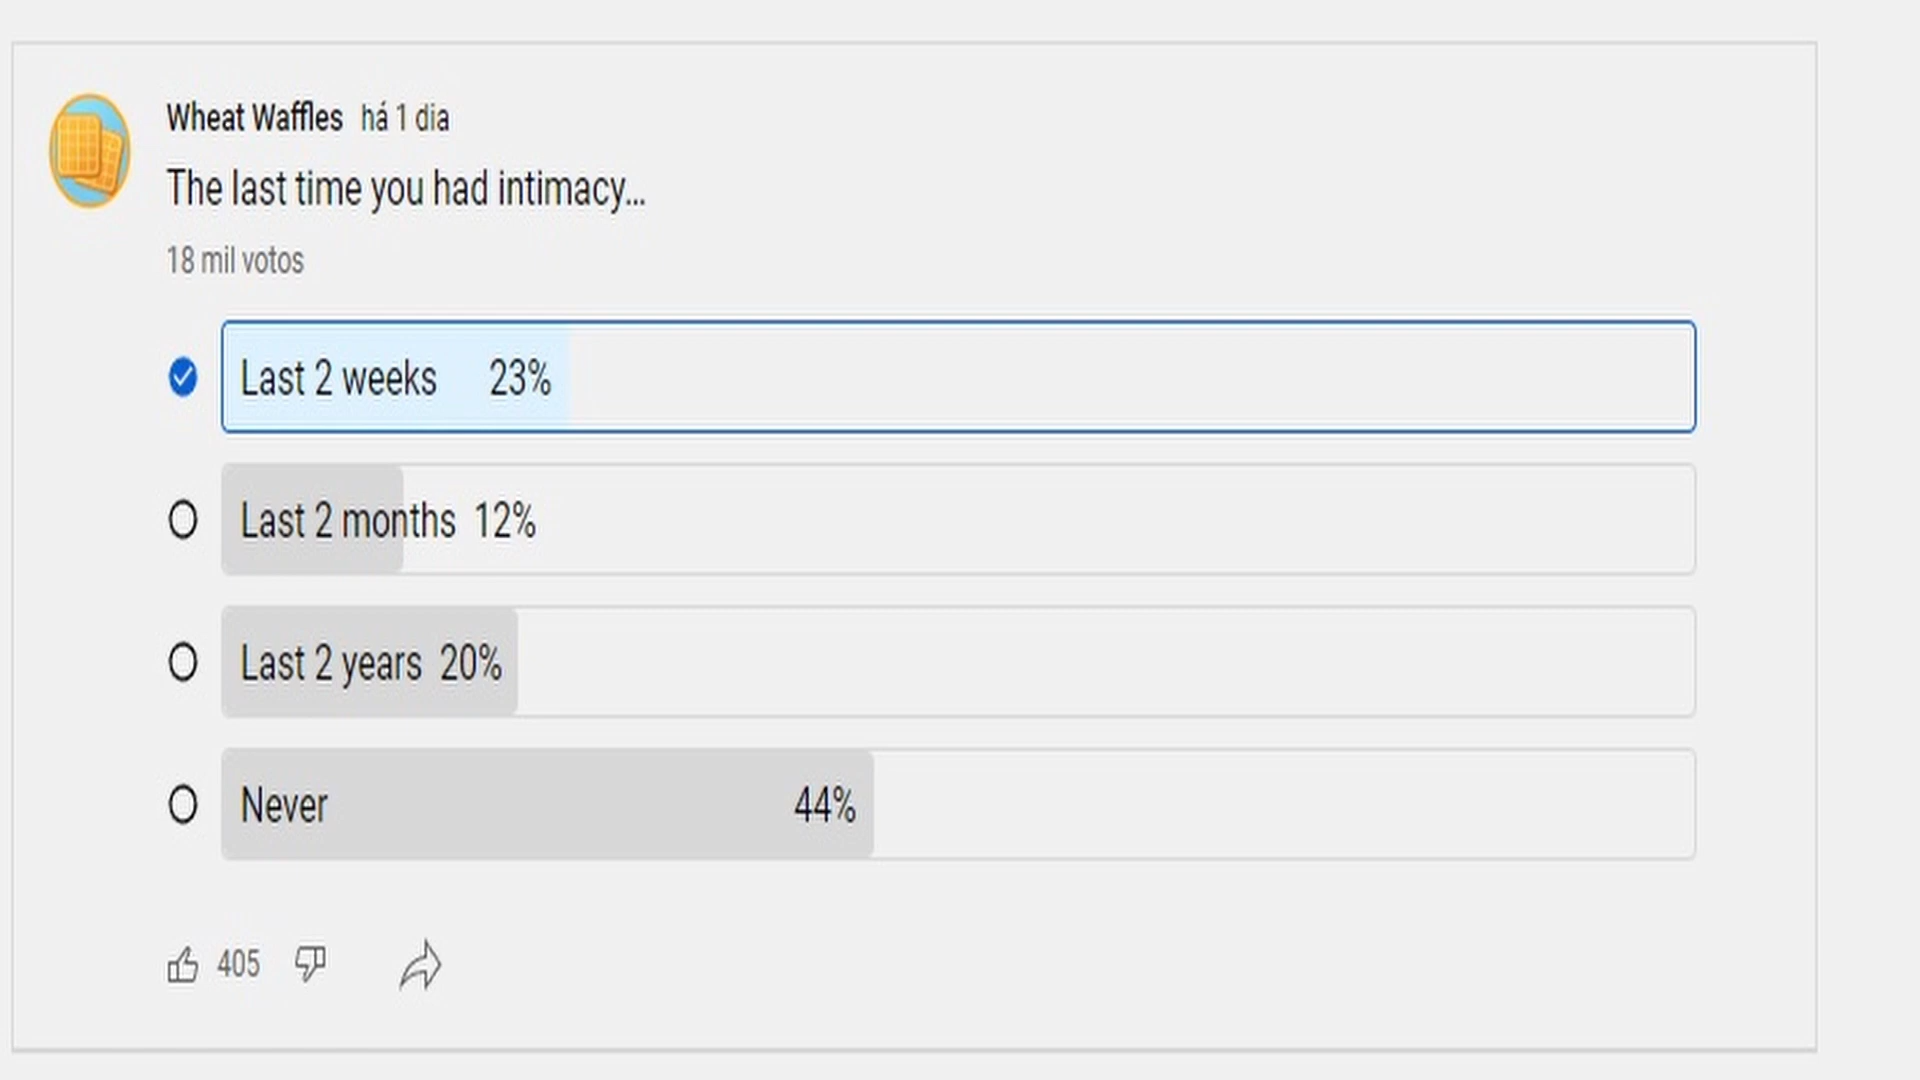 Wheat Waffles há 1 dia
The last time you had intimacy...
18 mil votos
Last 2 weeks 23%
Last 2 months 12%
Last 2 years 20%
Never 44%
405